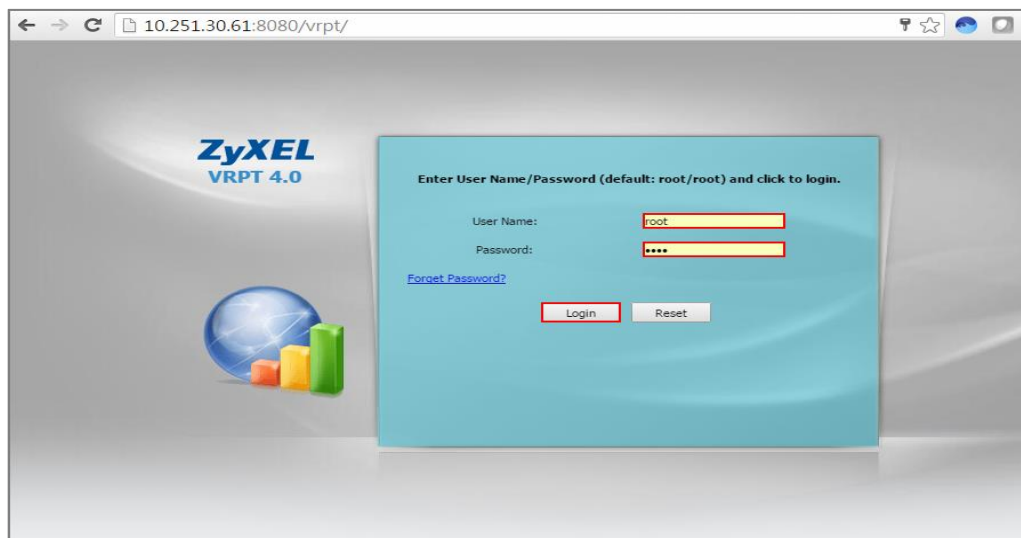 10.251.30.61:8080/vrpt/
ZyXEL
VRPT 4.0
Enter User Name/Password (default: root/root) and click to login.
User Name: root
Password: ••••
Forget Password?
Login Reset